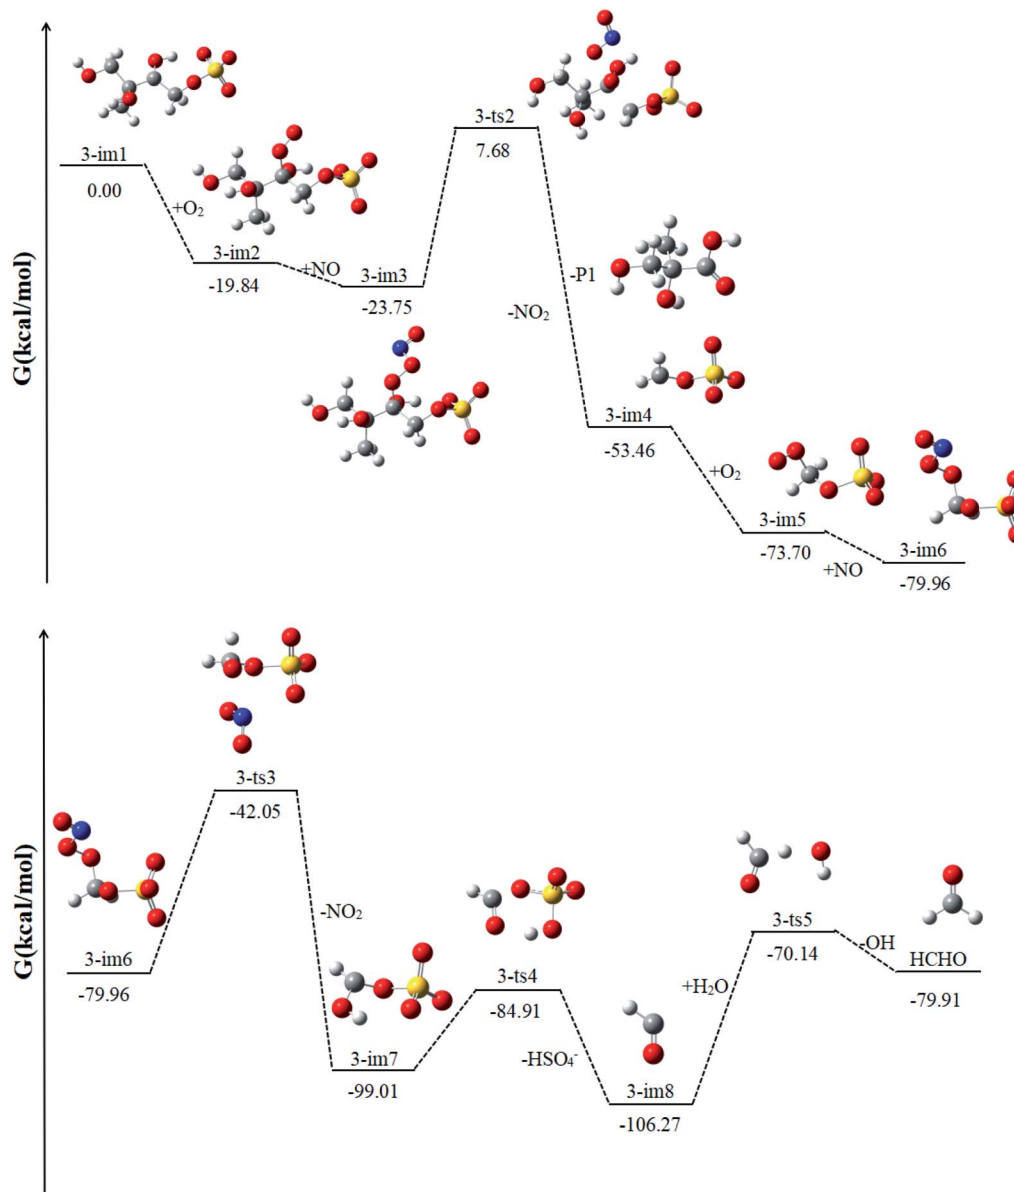 G(kcal/mol)
3-im1
0.00
+O₂
3-im2
-19.84
+NO
3-im3
-23.75
3-ts2
7.68
-P1
-NO₂
3-im4
-53.46
+O₂
3-im5
-73.70
+NO
3-im6
-79.96
G(kcal/mol)
3-im6
-79.96
3-ts3
-42.05
-NO₂
3-im7
-99.01
3-ts4
-84.91
-HSO₄⁻
3-im8
-106.27
+H₂O
3-ts5
-70.14
-OH
HCHO
-79.91